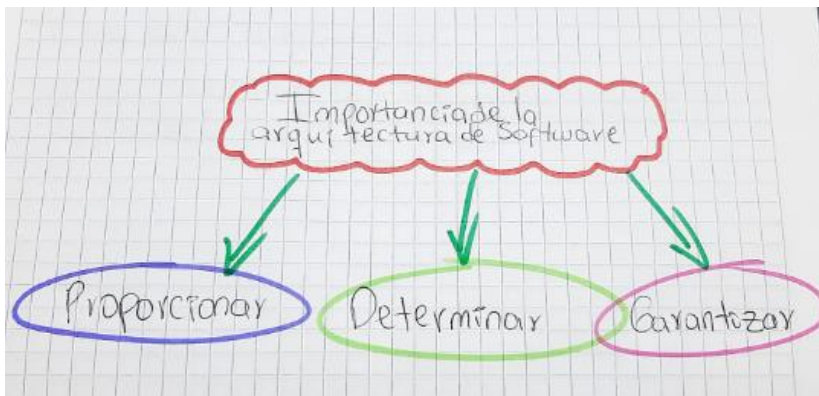 Importancia de la
arquitectura de Software
Proporcionar
Determinar
Garantizar